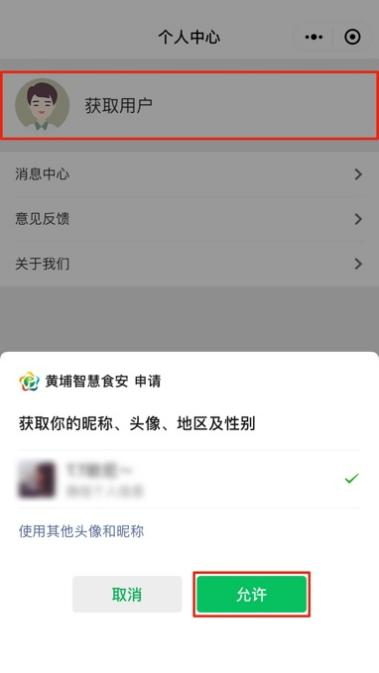 个人中心
获取用户
消息中心
意见反馈
关于我们
黄埔智慧食安 申请
获取你的昵称、头像、地区及性别
使用其他头像和昵称
取消
允许